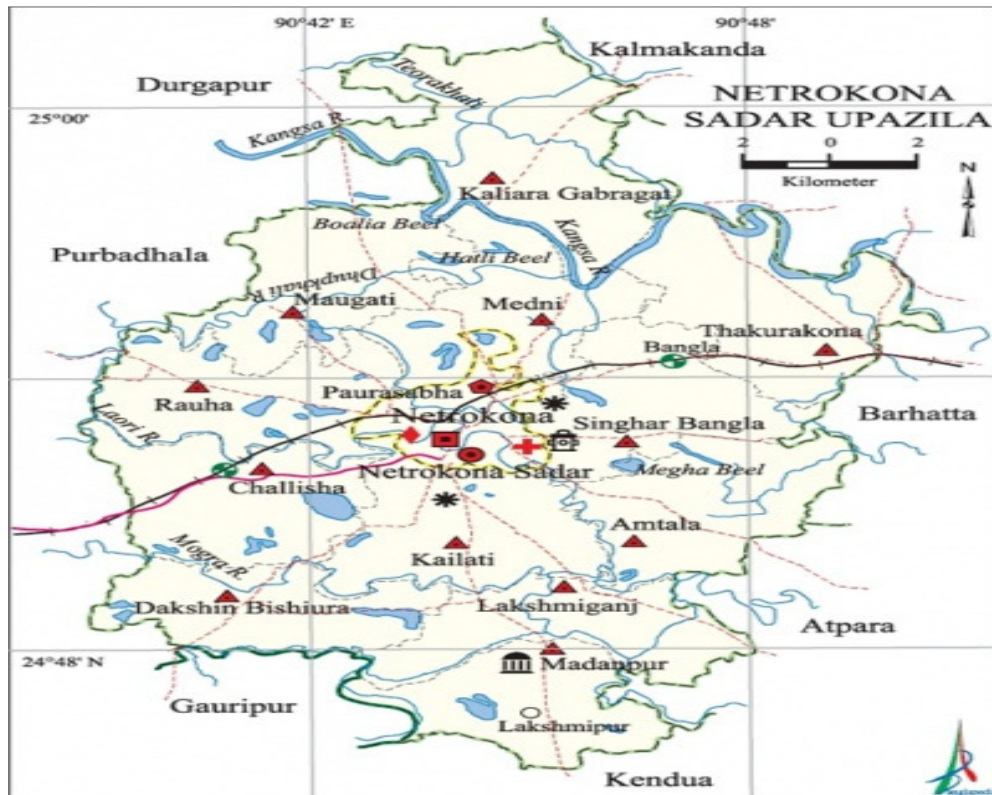 90°42' E
90°48'
Kalmakanda
Durgapur
Teorakhali
NETROKONA
SADAR UPAZILA
25°00'
Kangsa R
2 0 2
Kilometer
N
Kaliara Gabragat
Boalia Beel
Kangsa R
Purbadhala
Hatli Beel
Maugati
Medni
Thakurakona
Bangla
Paurasabha
Rauha
Netrokona
Barhatta
Laori R.
Singhar Bangla
Netrokona Sadar
Megha Beel
Challisha
Amtala
Mogra R.
Kailati
Dakshin Bishiura
Lakshmiganj
Atpara
24°48' N
Madanpur
Gauripur
Lakshmipur
Kendua